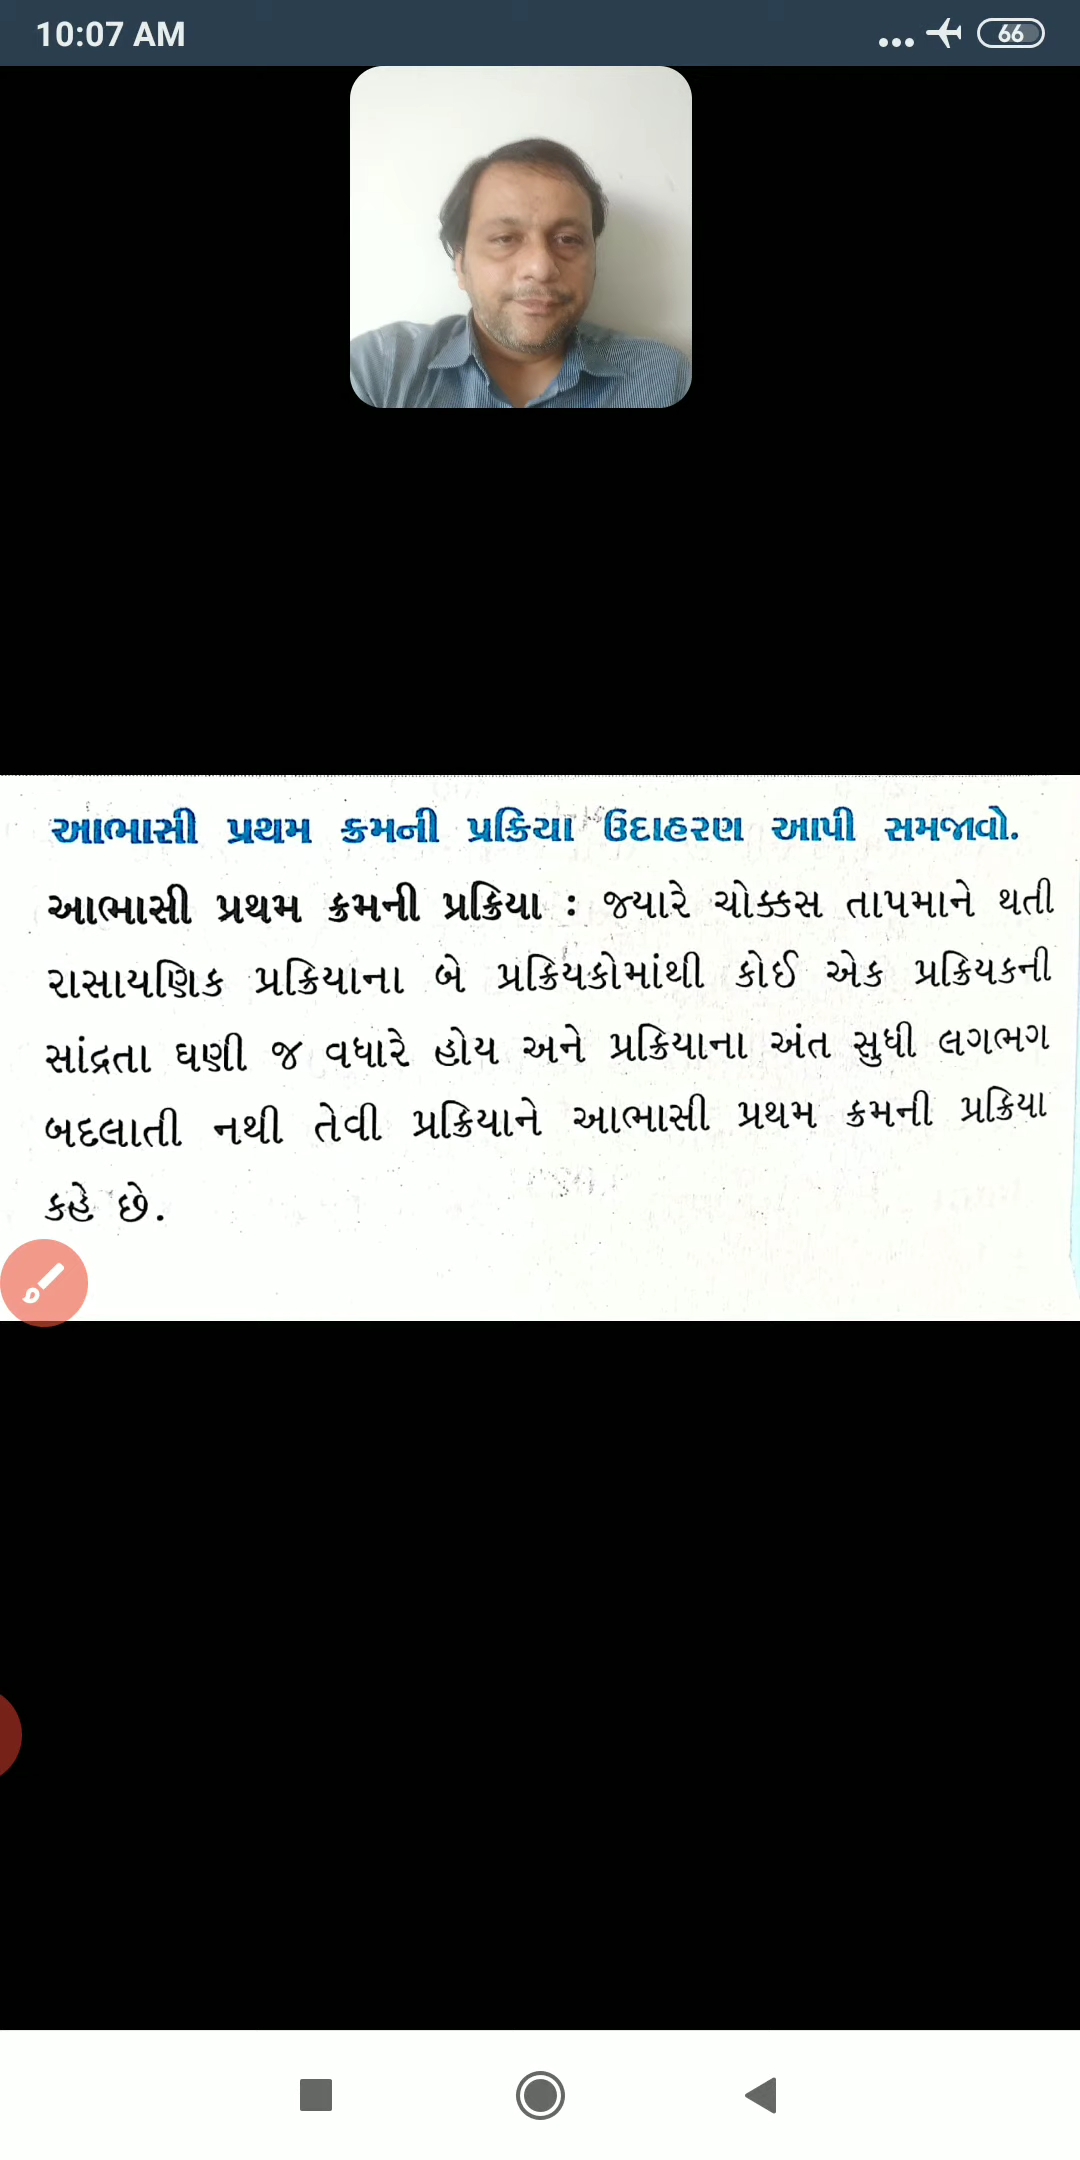 10:07 AM
66
આભાસી પ્રથમ ક્રમની પ્રક્રિયા ઉદાહરણ આપી સમજાવો.
આભાસી પ્રથમ ક્રમની પ્રક્રિયા : જ્યારે ચોક્કસ તાપમાને થતી
રાસાયણિક પ્રક્રિયાના બે પ્રક્રિયકોમાંથી કોઈ એક પ્રક્રિયકની
સાંદ્રતા ઘણી જ વધારે હોય અને પ્રક્રિયાના અંત સુધી લગભગ
બદલાતી નથી તેવી પ્રક્રિયાને આભાસી પ્રથમ ક્રમની પ્રક્રિયા
કહે છે.